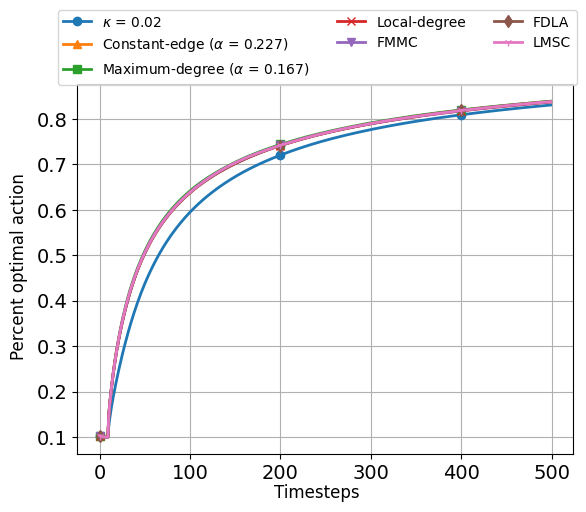 κ = 0.02
Constant-edge (α = 0.227)
Maximum-degree (α = 0.167)
Local-degree
FMMC
FDLA
LMSC
Percent optimal action
0.8
0.7
0.6
0.5
0.4
0.3
0.2
0.1
0 100 200 300 400 500
Timesteps